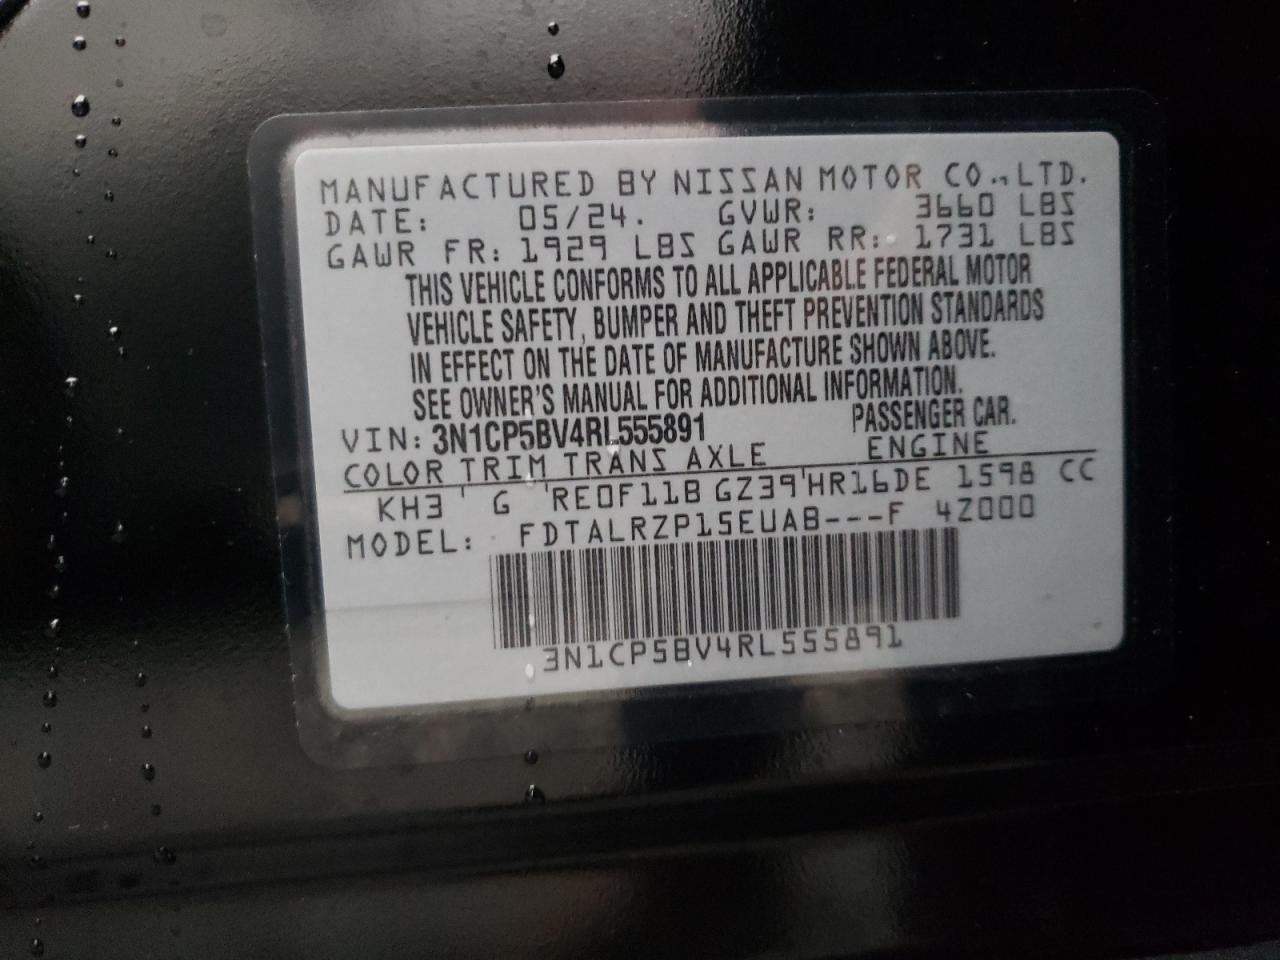 MANUFACTURED BY NISSAN MOTOR CO., LTD.
DATE: 05/24. GVWR: 3660 LBS
GAWR FR: 1929 LBS GAWR RR: 1731 LBS
THIS VEHICLE CONFORMS TO ALL APPLICABLE FEDERAL MOTOR
VEHICLE SAFETY, BUMPER AND THEFT PREVENTION STANDARDS
IN EFFECT ON THE DATE OF MANUFACTURE SHOWN ABOVE.
SEE OWNER'S MANUAL FOR ADDITIONAL INFORMATION.
VIN: 3N1CP5BV4RL555891 PASSENGER CAR.
COLOR TRIM TRANS AXLE ENGINE
KH3 G RE0F11B GZ39 HR16DE 1598 CC
MODEL: FDTALRZP15EUAB---F 4Z000
3N1CP5BV4RL555891